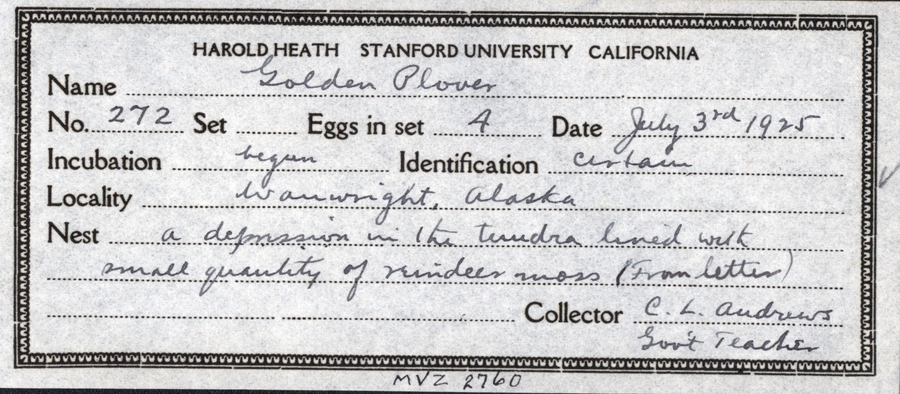 HAROLD HEATH STANFORD UNIVERSITY CALIFORNIA
Name Golden Plover
No. 272 Set Eggs in set 4 Date July 3rd 1925
Incubation begun Identification certain
Locality Wainwright, Alaska
Nest a depression in the tundra lined with
small quantity of reindeer moss (From letter)
Collector C. L. Andrews
Gov't Teacher
MVZ 2760